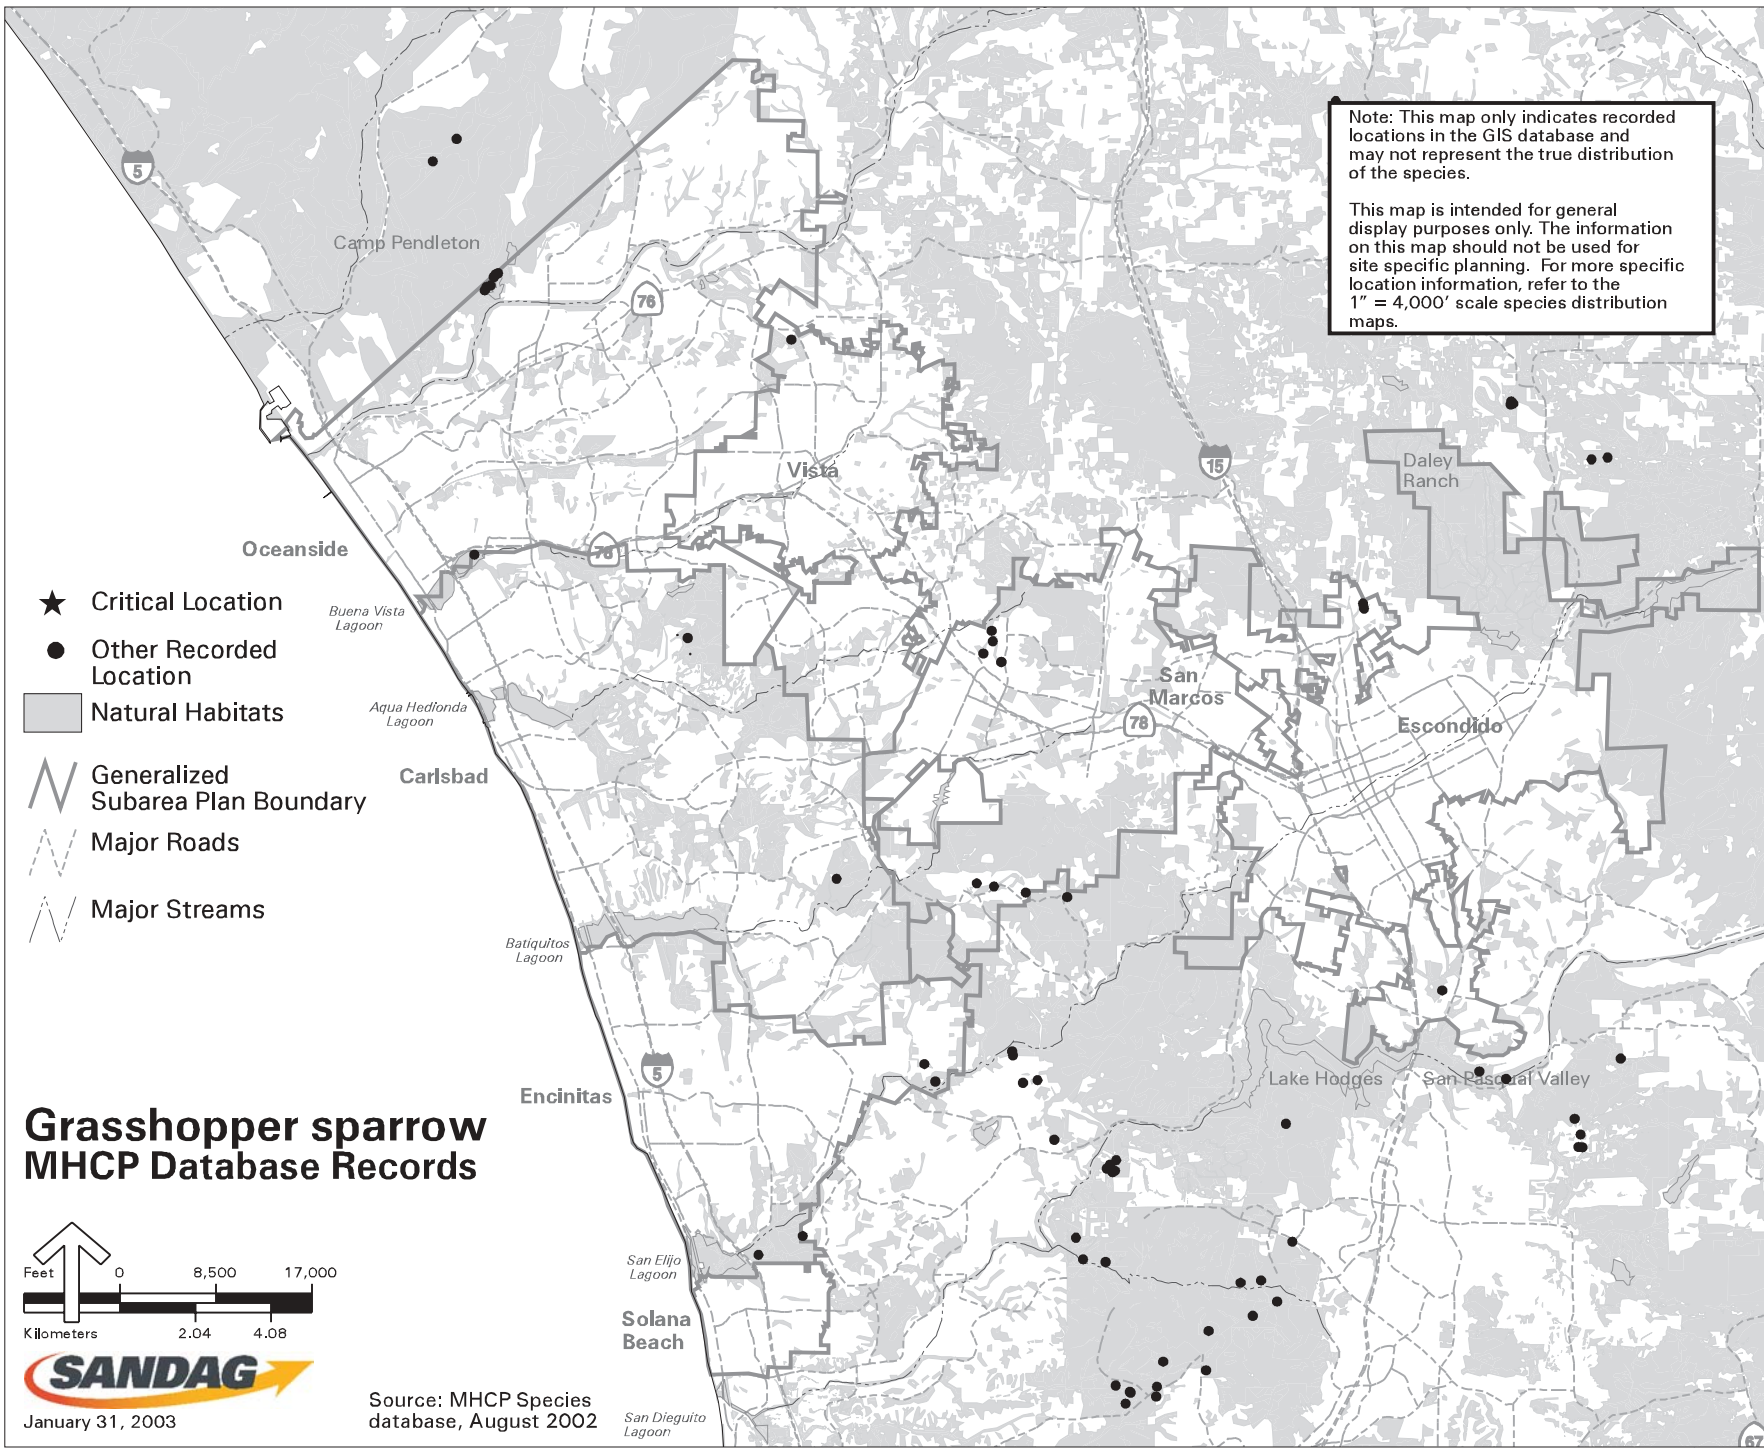 Note: This map only indicates recorded
locations in the GIS database and
may not represent the true distribution
of the species.
This map is intended for general
display purposes only. The information
on this map should not be used for
site specific planning. For more specific
location information, refer to the
1” = 4,000’ scale species distribution
maps.
5
Camp Pendleton
76
15
Daley
Ranch
Vista
Oceanside
78
Critical Location
Buena Vista
Lagoon
Other Recorded
Location
San
Marcos
Natural Habitats
Aqua Hedionda
Lagoon
78
Escondido
Generalized
Subarea Plan Boundary
Carlsbad
Major Roads
Major Streams
Batiquitos
Lagoon
5
Encinitas
Lake Hodges
San Pasqual Valley
Grasshopper sparrow
MHCP Database Records
San Elijo
Lagoon
Feet 0 8,500 17,000
Kilometers 2.04 4.08
Solana
Beach
SANDAG
January 31, 2003
Source: MHCP Species
database, August 2002
San Dieguito
Lagoon
67